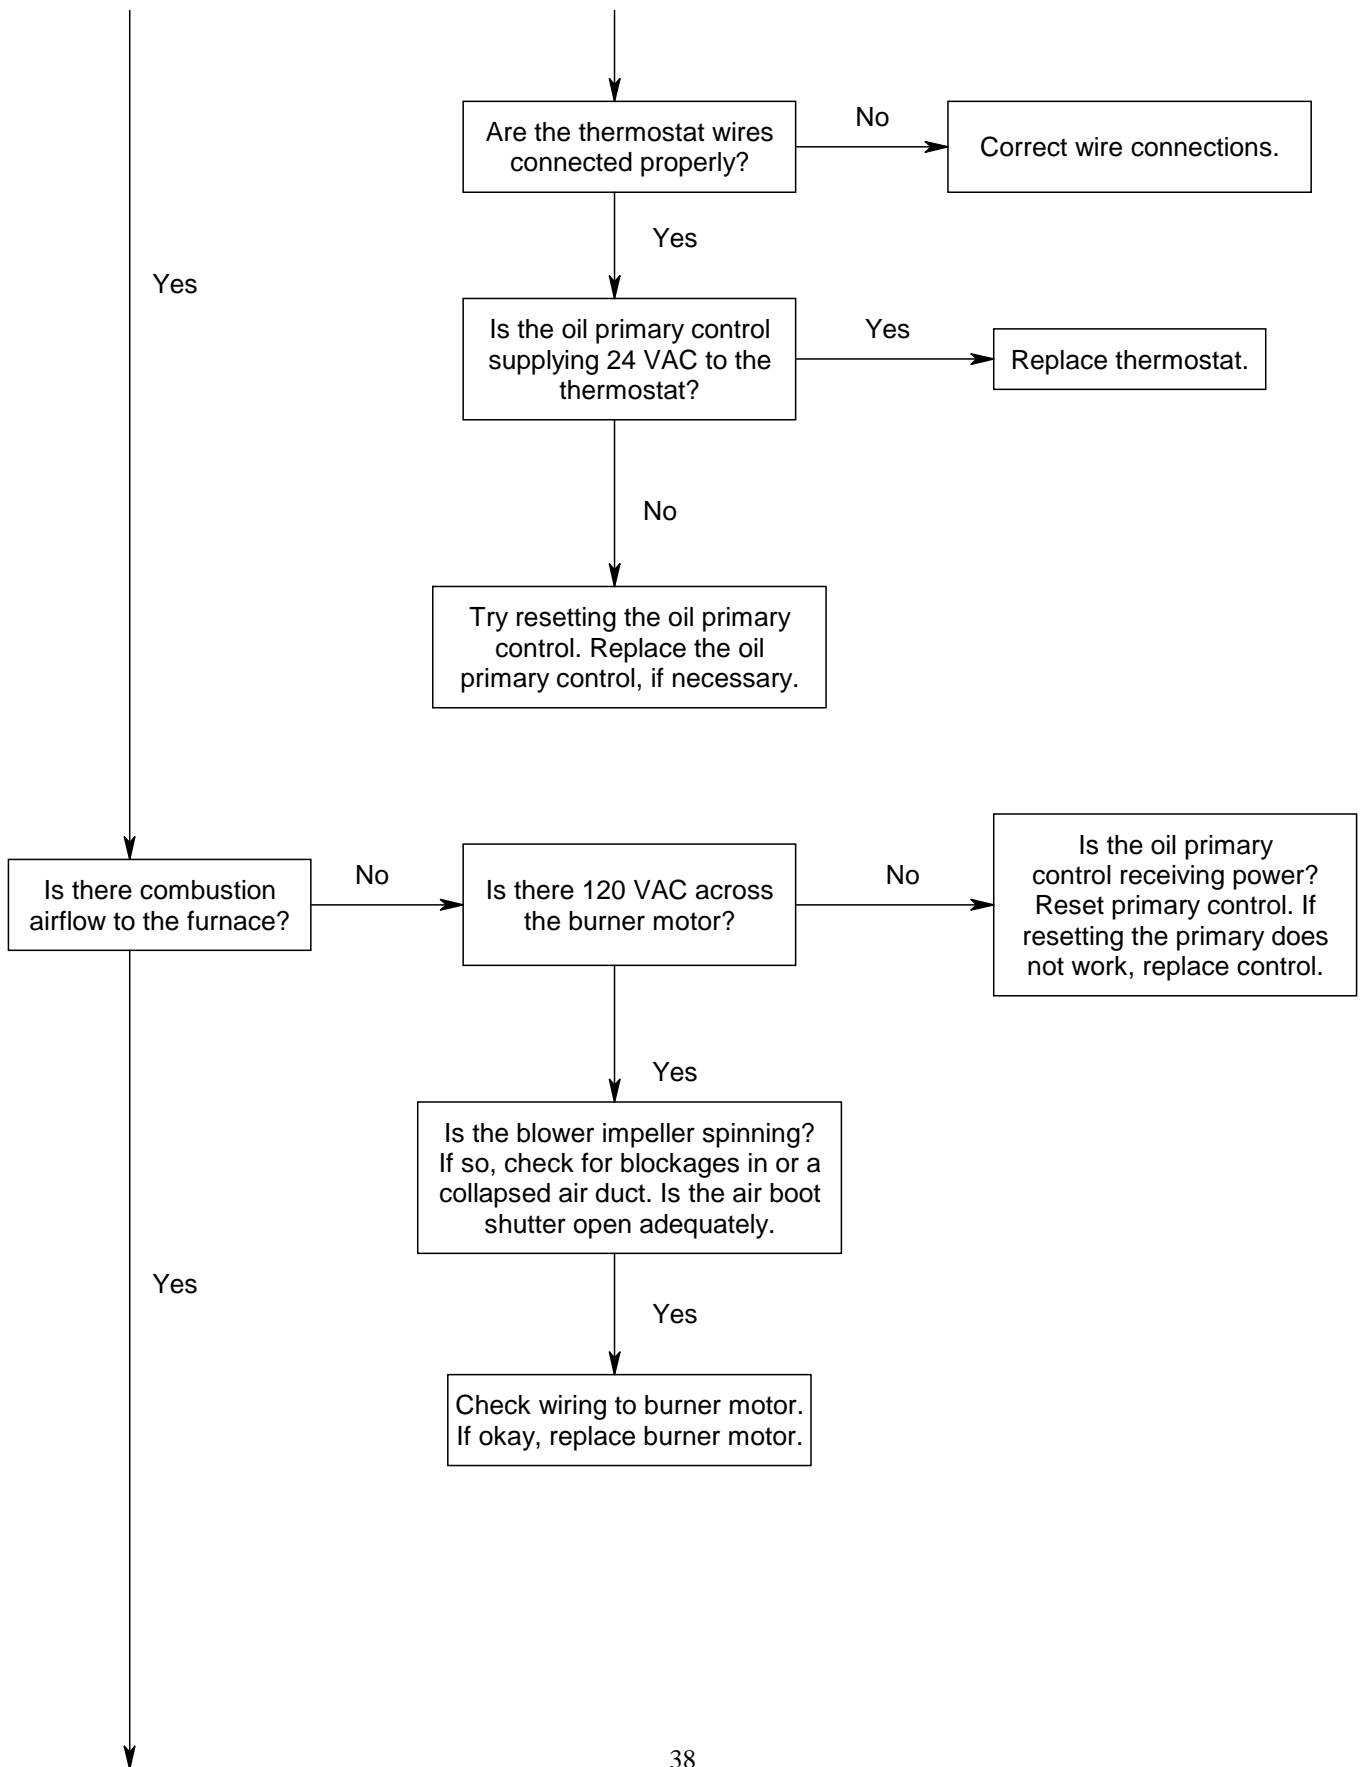 Are the thermostat wires
connected properly?
No
Correct wire connections.
Yes
Yes
Is the oil primary control
supplying 24 VAC to the
thermostat?
Yes
Replace thermostat.
No
Try resetting the oil primary
control. Replace the oil
primary control, if necessary.
Is there combustion
airflow to the furnace?
No
Is there 120 VAC across
the burner motor?
No
Is the oil primary
control receiving power?
Reset primary control. If
resetting the primary does
not work, replace control.
Yes
Is the blower impeller spinning?
If so, check for blockages in or a
collapsed air duct. Is the air boot
shutter open adequately.
Yes
Yes
Check wiring to burner motor.
If okay, replace burner motor.
38